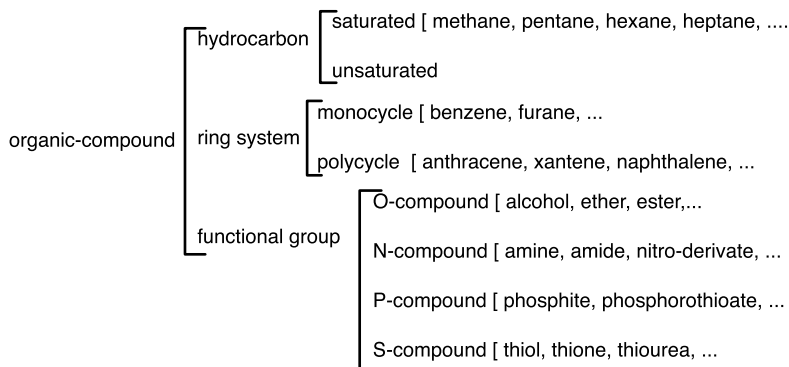 saturated [ methane, pentane, hexane, heptane, ....
hydrocarbon
unsaturated
monocycle [ benzene, furane, ...
organic-compound
ring system
polycycle [ anthracene, xantene, naphthalene, ...
O-compound [ alcohol, ether, ester,...
functional group
N-compound [ amine, amide, nitro-derivate, ...
P-compound [ phosphite, phosphorothioate, ...
S-compound [ thiol, thione, thiourea, ...